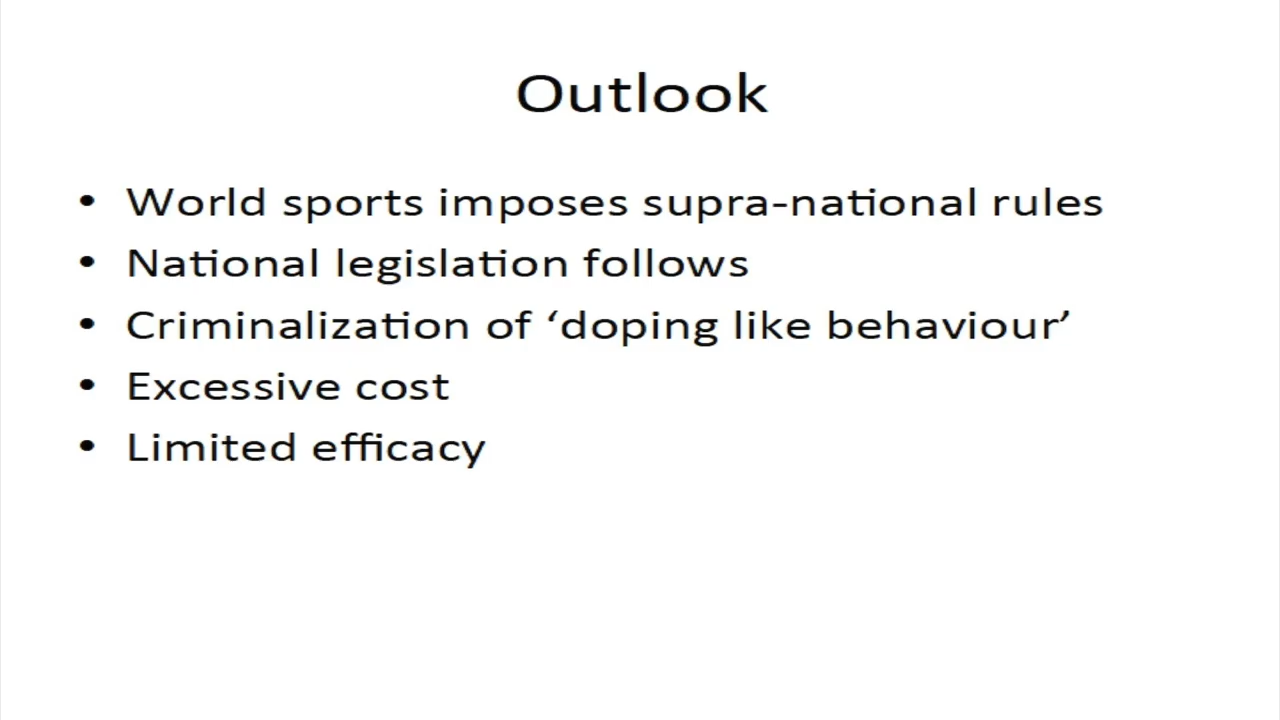 Outlook
• World sports imposes supra-national rules
• National legislation follows
• Criminalization of ‘doping like behaviour’
• Excessive cost
• Limited efficacy